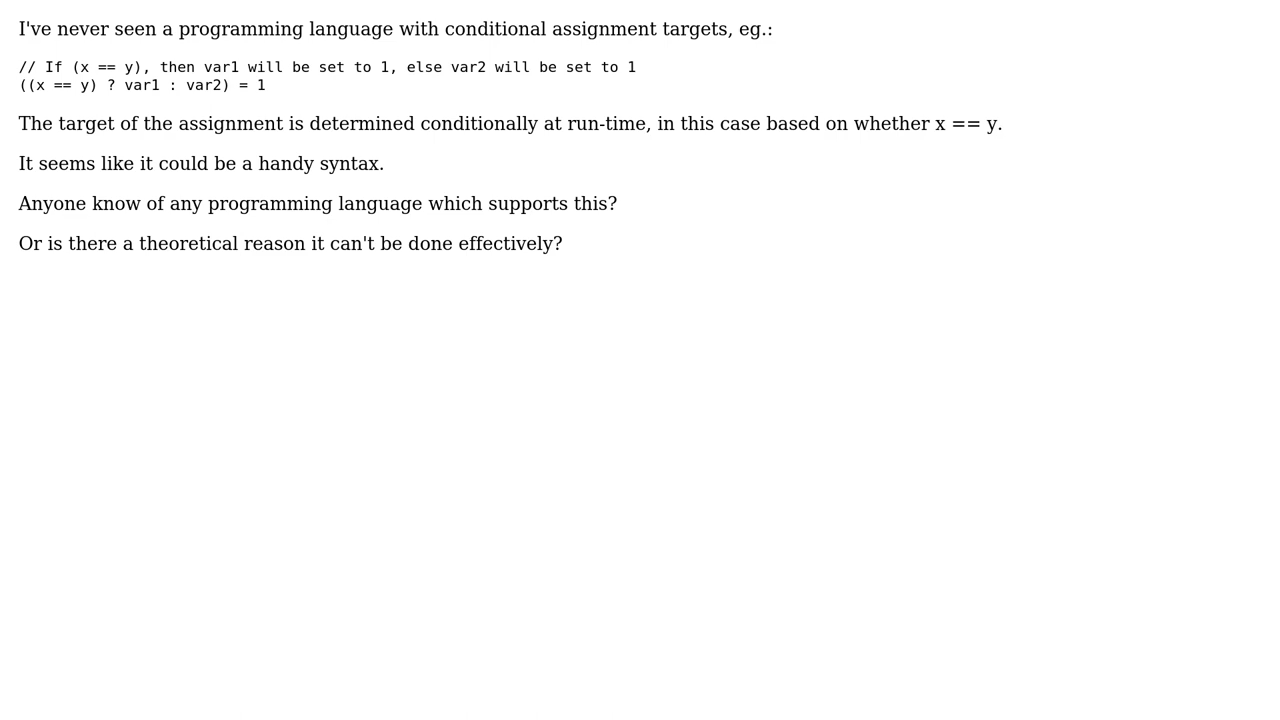 I've never seen a programming language with conditional assignment targets, eg.:
// If (x == y), then var1 will be set to 1, else var2 will be set to 1
((x == y) ? var1 : var2) = 1
The target of the assignment is determined conditionally at run-time, in this case based on whether x == y.
It seems like it could be a handy syntax.
Anyone know of any programming language which supports this?
Or is there a theoretical reason it can't be done effectively?